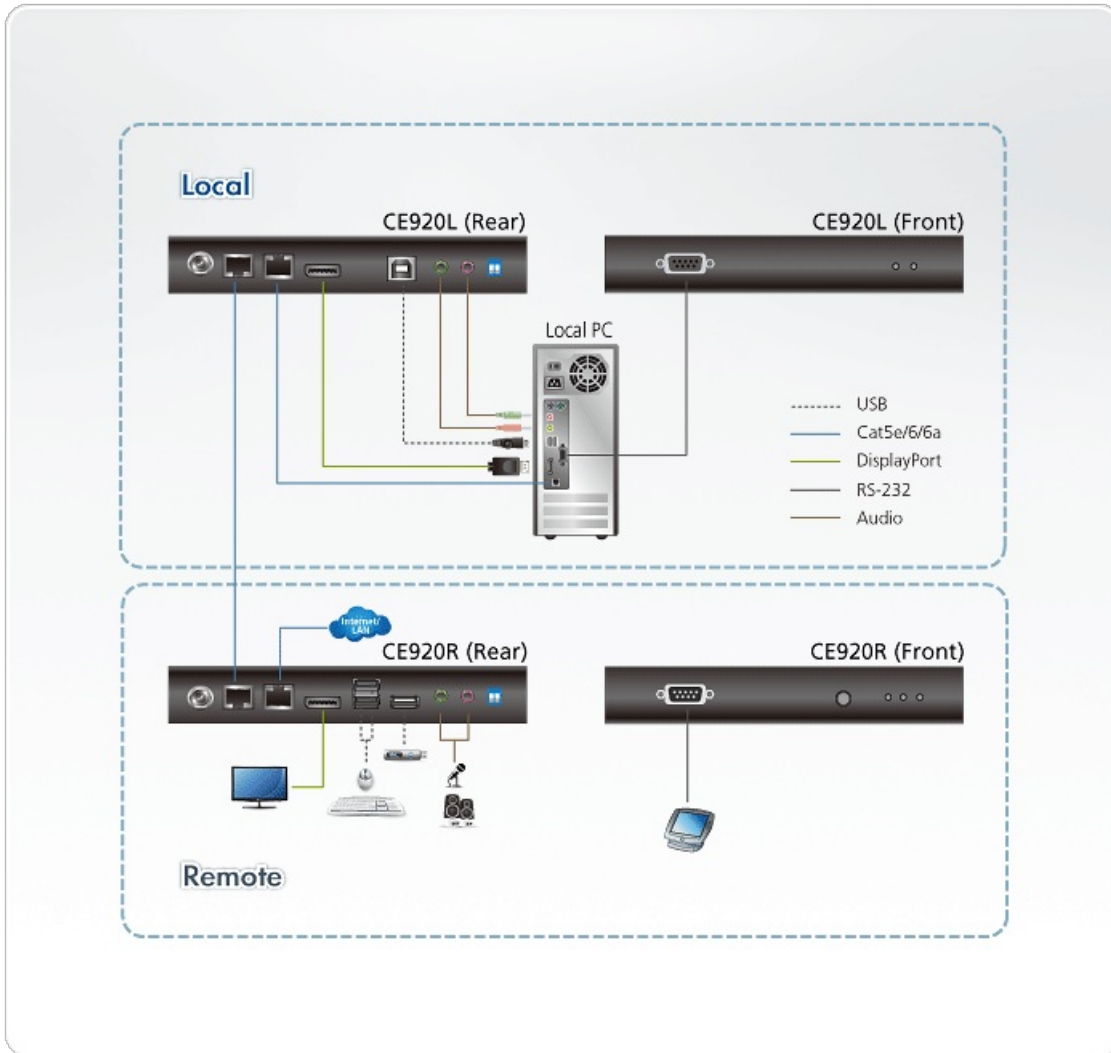 Local
CE920L (Rear)
CE920L (Front)
Local PC
USB
Cat5e/6/6a
DisplayPort
RS-232
Audio
Internet/
LAN
CE920R (Rear)
CE920R (Front)
Remote